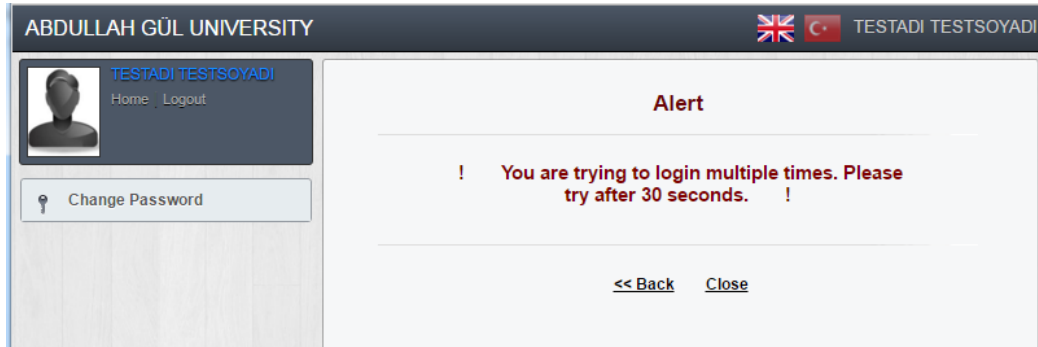 ABDULLAH GÜL UNIVERSITY
TESTADI TESTSOYADI
TESTADI TESTSOYADI
Home Logout
Change Password
Alert
! You are trying to login multiple times. Please
try after 30 seconds. !
<< Back Close